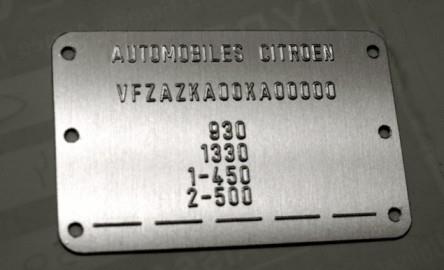 AUTOMOBILES CITROEN
VFZAZKA00KA00000
930
1330
1-450
2-500